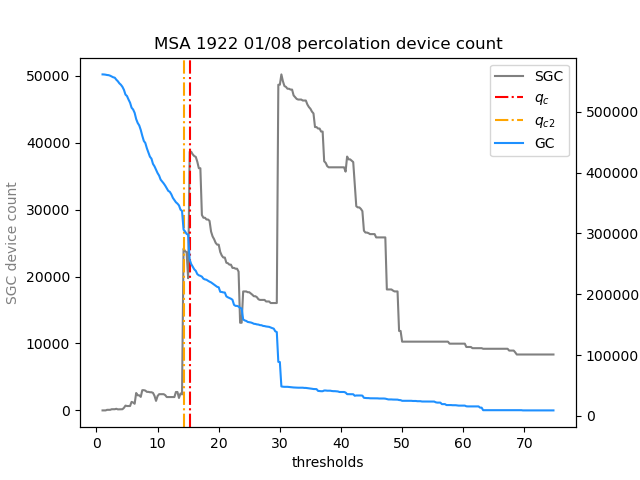 MSA 1922 01/08 percolation device count
50000
40000
30000
20000
10000
0
SGC device count
0 10 20 30 40 50 60 70
thresholds
500000
400000
300000
200000
100000
0
SGC
q_c
q_c2
GC